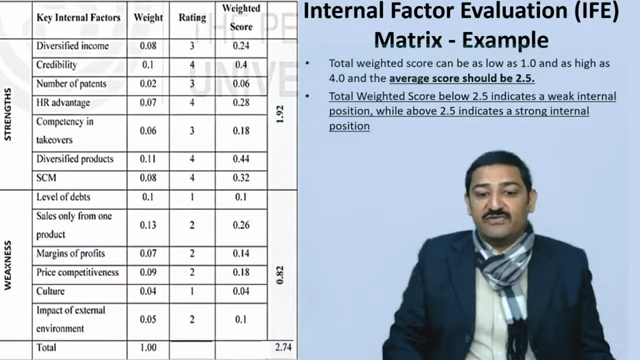 Key Internal Factors Weight Rating Weighted Score
STRENGTHS
Diversified income 0.08 3 0.24
Credibility 0.1 4 0.4
Number of patents 0.02 3 0.06
HR advantage 0.07 4 0.28
Competency in takeovers 0.06 3 0.18
Diversified products 0.11 4 0.44
SCM 0.08 4 0.32
1.92
WEAXNESS
Level of debts 0.1 1 0.1
Sales only from one product 0.13 2 0.26
Margins of profits 0.07 2 0.14
Price competitiveness 0.09 2 0.18
Culture 0.04 1 0.04
Impact of external environment 0.05 2 0.1
0.82
Total 1.00 2.74
Internal Factor Evaluation (IFE)
Matrix - Example
• Total weighted score can be as low as 1.0 and as high as
4.0 and the average score should be 2.5.
• Total Weighted Score below 2.5 indicates a weak internal
position, while above 2.5 indicates a strong internal
position